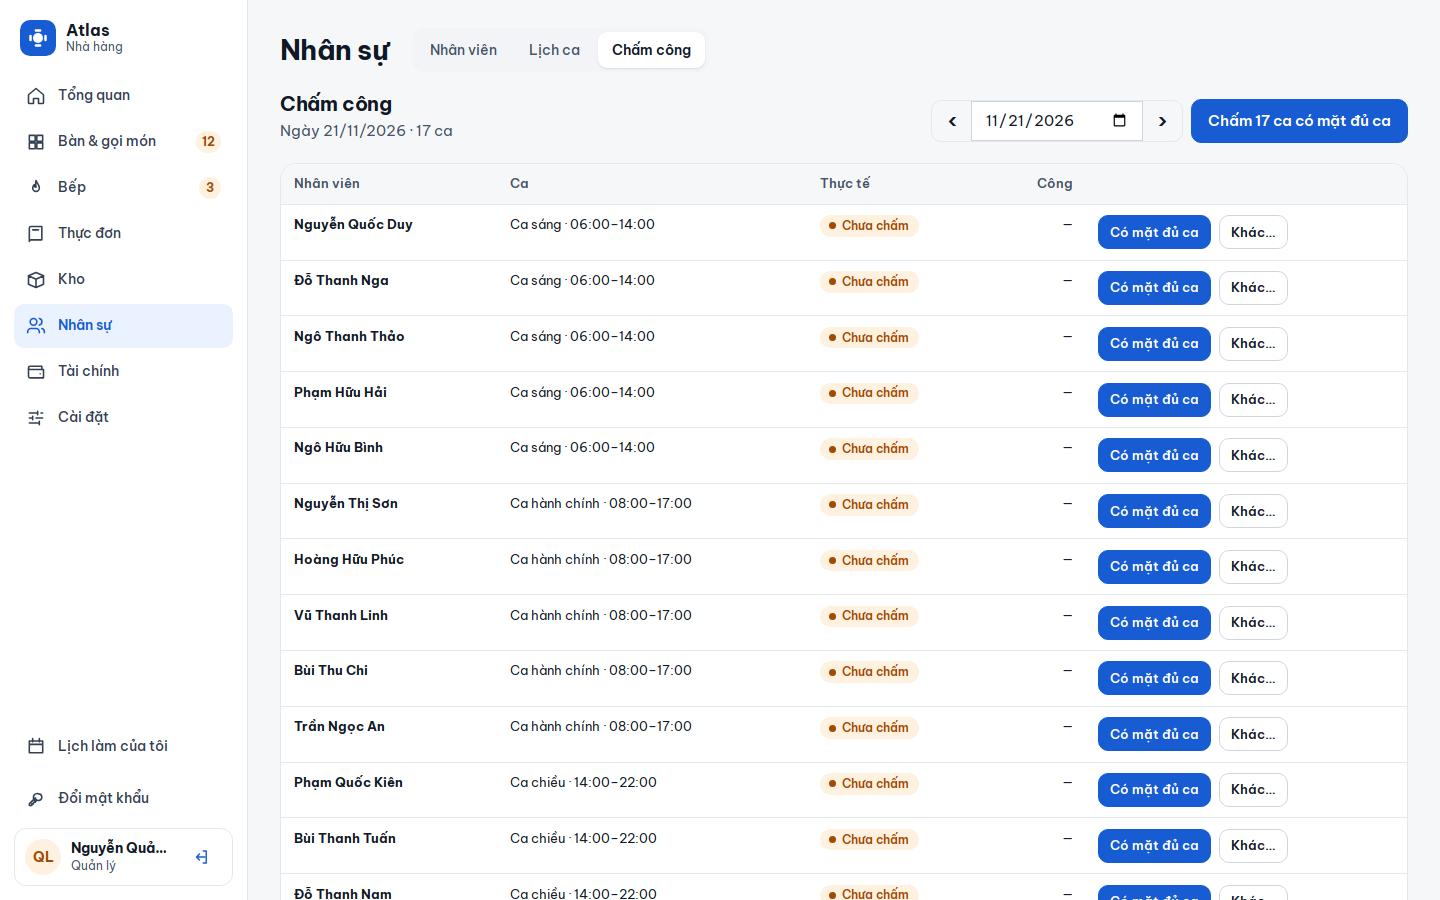 Atlas
Nhà hàng
Tổng quan
Bàn & gọi món 12
Bếp 3
Thực đơn
Kho
Nhân sự
Tài chính
Cài đặt
Lịch làm của tôi
Đổi mật khẩu
QL Nguyễn Quả...
Quản lý
Nhân sự Nhân viên Lịch ca Chấm công
Chấm công
Ngày 21/11/2026 · 17 ca
11/21/2026
Chấm 17 ca có mặt đủ ca
Nhân viên Ca Thực tế Công
Nguyễn Quốc Duy Ca sáng · 06:00–14:00 Chưa chấm – Có mặt đủ ca Khác...
Đỗ Thanh Nga Ca sáng · 06:00–14:00 Chưa chấm – Có mặt đủ ca Khác...
Ngô Thanh Thảo Ca sáng · 06:00–14:00 Chưa chấm – Có mặt đủ ca Khác...
Phạm Hữu Hải Ca sáng · 06:00–14:00 Chưa chấm – Có mặt đủ ca Khác...
Ngô Hữu Bình Ca sáng · 06:00–14:00 Chưa chấm – Có mặt đủ ca Khác...
Nguyễn Thị Sơn Ca hành chính · 08:00–17:00 Chưa chấm – Có mặt đủ ca Khác...
Hoàng Hữu Phúc Ca hành chính · 08:00–17:00 Chưa chấm – Có mặt đủ ca Khác...
Vũ Thanh Linh Ca hành chính · 08:00–17:00 Chưa chấm – Có mặt đủ ca Khác...
Bùi Thu Chi Ca hành chính · 08:00–17:00 Chưa chấm – Có mặt đủ ca Khác...
Trần Ngọc An Ca hành chính · 08:00–17:00 Chưa chấm – Có mặt đủ ca Khác...
Phạm Quốc Kiên Ca chiều · 14:00–22:00 Chưa chấm – Có mặt đủ ca Khác...
Bùi Thanh Tuấn Ca chiều · 14:00–22:00 Chưa chấm – Có mặt đủ ca Khác...
Đỗ Thanh Nam Ca chiều · 14:00–22:00 Chưa chấm – Có mặt đủ ca Khác...